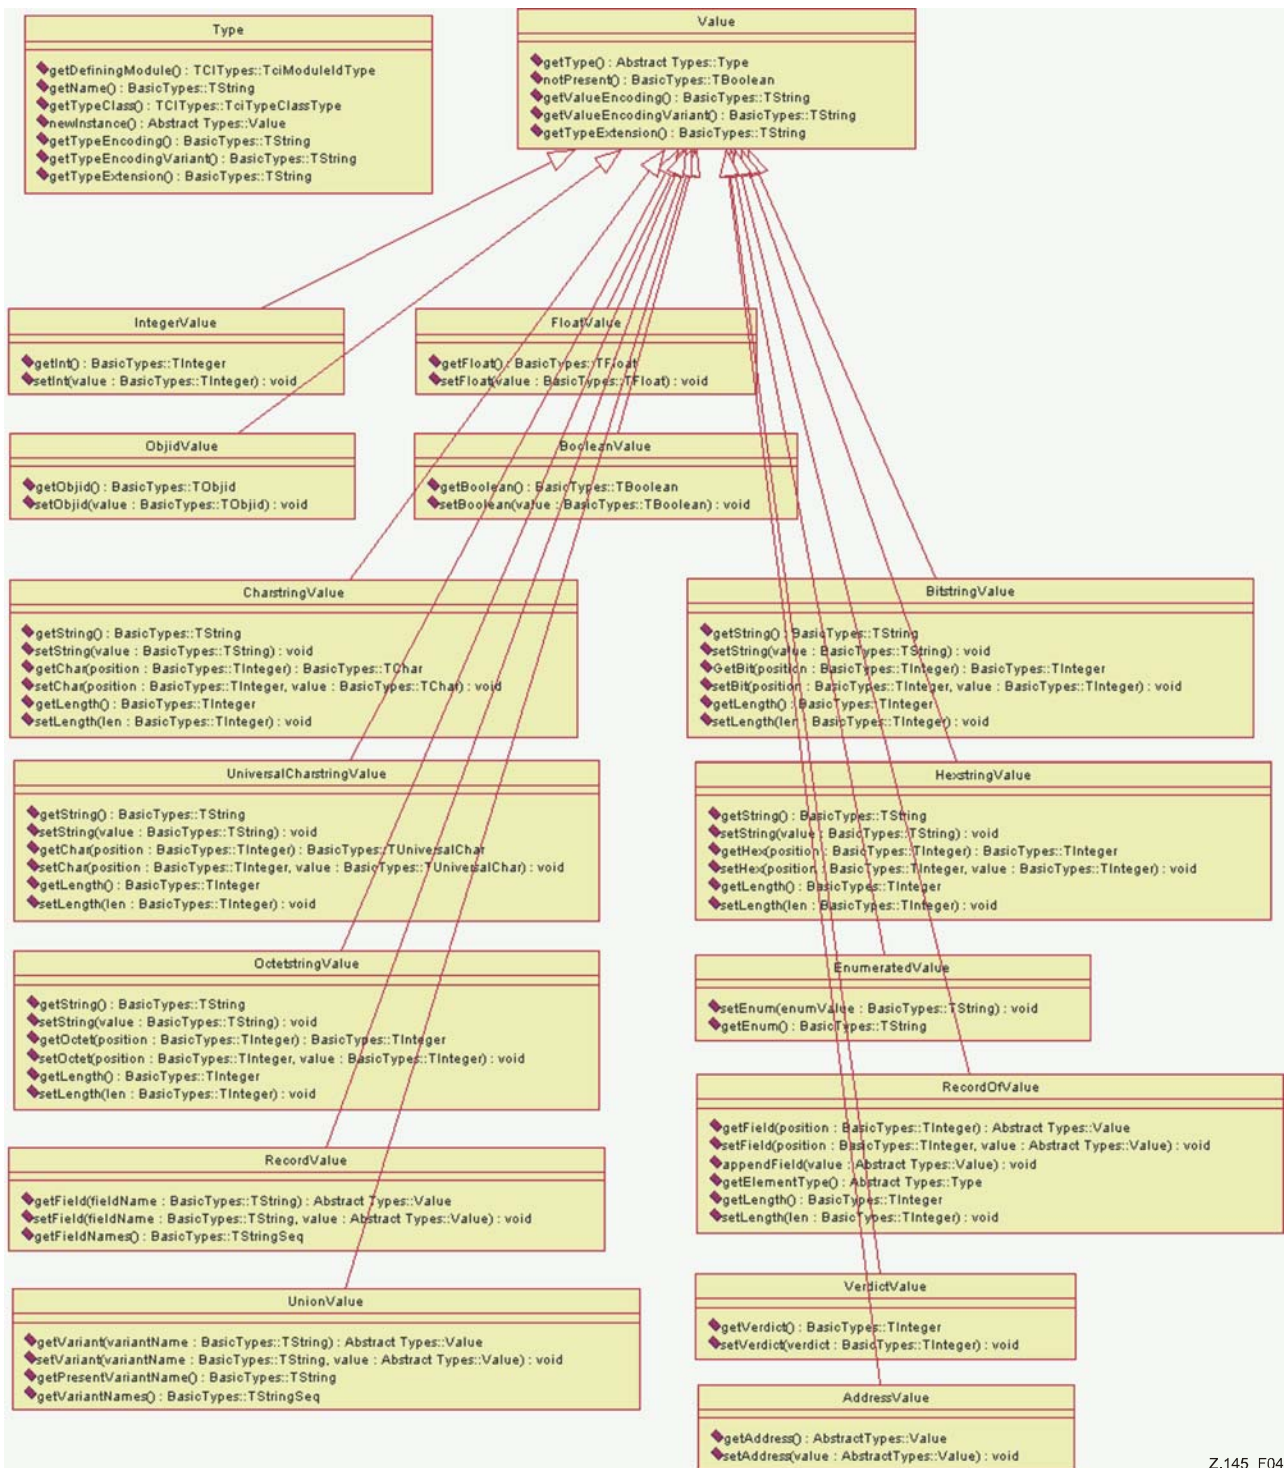 Type
getDefiningModule() : TCITypes::TciModuleIdType
getName() : BasicTypes::TString
getTypeClass() : TCITypes::TciTypeClassType
newInstance() : Abstract Types::Value
getTypeEncoding() : BasicTypes::TString
getTypeEncodingVariant() : BasicTypes::TString
getTypeExtension() : BasicTypes::TString
Value
getType() : Abstract Types::Type
notPresent() : BasicTypes::TBoolean
getValueEncoding() : BasicTypes::TString
getValueEncodingVariant() : BasicTypes::TString
getTypeExtension() : BasicTypes::TString
IntegerValue
getInt() : BasicTypes::TInteger
setInt(value : BasicTypes::TInteger) : void
FloatValue
getFloat() : BasicTypes::TFloat
setFloat(value : BasicTypes::TFloat) : void
ObjidValue
getObjid() : BasicTypes::TObjid
setObjid(value : BasicTypes::TObjid) : void
BooleanValue
getBoolean() : BasicTypes::TBoolean
setBoolean(value : BasicTypes::TBoolean) : void
CharstringValue
getString() : BasicTypes::TString
setString(value : BasicTypes::TString) : void
getChar(position : BasicTypes::TInteger) : BasicTypes::TChar
setChar(position : BasicTypes::TInteger, value : BasicTypes::TChar) : void
getLength() : BasicTypes::TInteger
setLength(len : BasicTypes::TInteger) : void
BitstringValue
getString() : BasicTypes::TString
setString(value : BasicTypes::TString) : void
GetBit(position : BasicTypes::TInteger) : BasicTypes::TInteger
setBit(position : BasicTypes::TInteger, value : BasicTypes::TInteger) : void
getLength() : BasicTypes::TInteger
setLength(len : BasicTypes::TInteger) : void
UniversalCharstringValue
getString() : BasicTypes::TString
setString(value : BasicTypes::TString) : void
getChar(position : BasicTypes::TInteger) : BasicTypes::TUniversalChar
setChar(position : BasicTypes::TInteger, value : BasicTypes::TUniversalChar) : void
getLength() : BasicTypes::TInteger
setLength(len : BasicTypes::TInteger) : void
HexstringValue
getString() : BasicTypes::TString
setString(value : BasicTypes::TString) : void
getHex(position : BasicTypes::TInteger) : BasicTypes::TInteger
setHex(position : BasicTypes::TInteger, value : BasicTypes::TInteger) : void
getLength() : BasicTypes::TInteger
setLength(len : BasicTypes::TInteger) : void
OctetstringValue
getString() : BasicTypes::TString
setString(value : BasicTypes::TString) : void
getOctet(position : BasicTypes::TInteger) : BasicTypes::TInteger
setOctet(position : BasicTypes::TInteger, value : BasicTypes::TInteger) : void
getLength() : BasicTypes::TInteger
setLength(len : BasicTypes::TInteger) : void
EnumeratedValue
setEnum(enumValue : BasicTypes::TString) : void
getEnum() : BasicTypes::TString
RecordOfValue
getField(position : BasicTypes::TInteger) : Abstract Types::Value
setField(position : BasicTypes::TInteger, value : Abstract Types::Value) : void
appendField(value : Abstract Types::Value) : void
getElementType() : Abstract Types::Type
getLength() : BasicTypes::TInteger
setLength(len : BasicTypes::TInteger) : void
RecordValue
getField(fieldName : BasicTypes::TString) : Abstract Types::Value
setField(fieldName : BasicTypes::TString, value : Abstract Types::Value) : void
getFieldNames() : BasicTypes::TStringSeq
VerdictValue
getVerdict() : BasicTypes::TInteger
setVerdict(verdict : BasicTypes::TInteger) : void
UnionValue
getVariant(variantName : BasicTypes::TString) : Abstract Types::Value
setVariant(variantName : BasicTypes::TString, value : Abstract Types::Value) : void
getPresentVariantName() : BasicTypes::TString
getVariantNames() : BasicTypes::TStringSeq
AddressValue
getAddress() : AbstractTypes::Value
setAddress(value : AbstractTypes::Value) : void
Z.145_F04